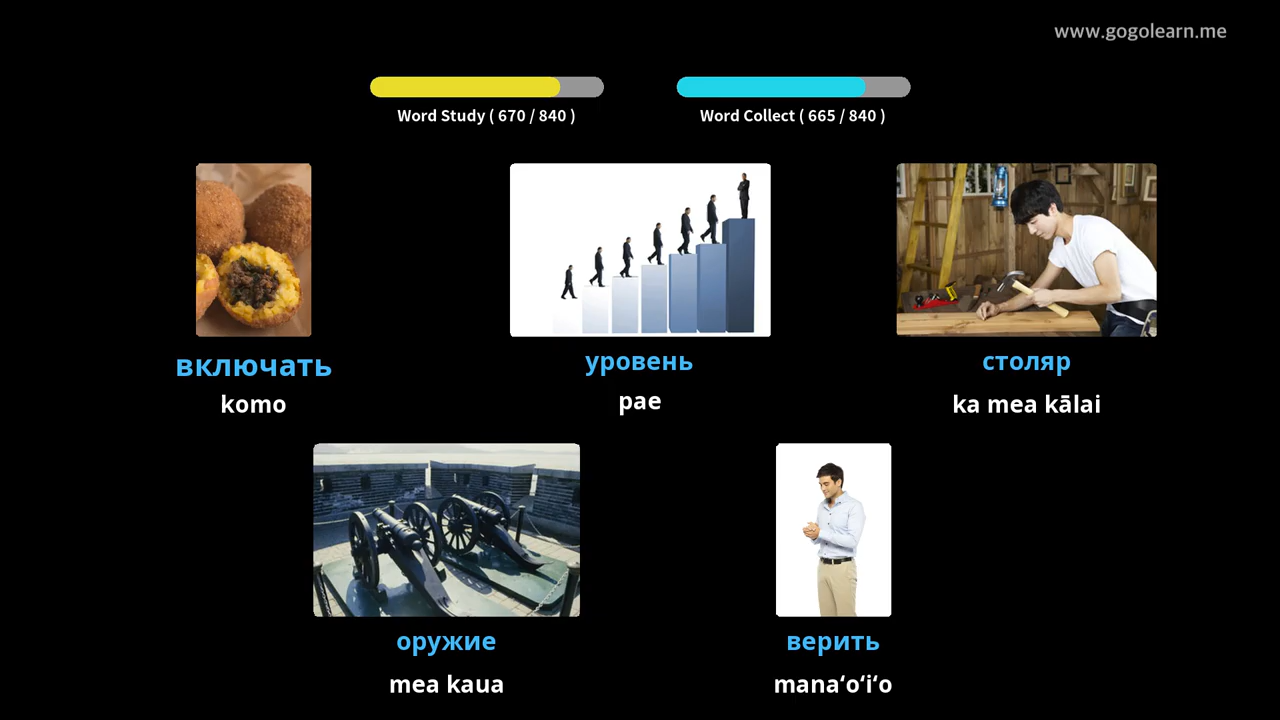 www.gogolearn.me
Word Study ( 670 / 840 )
Word Collect ( 665 / 840 )
включать
komo
уровень
pae
столяр
ka mea kālai
оружие
mea kaua
верить
manaʻoʻiʻo